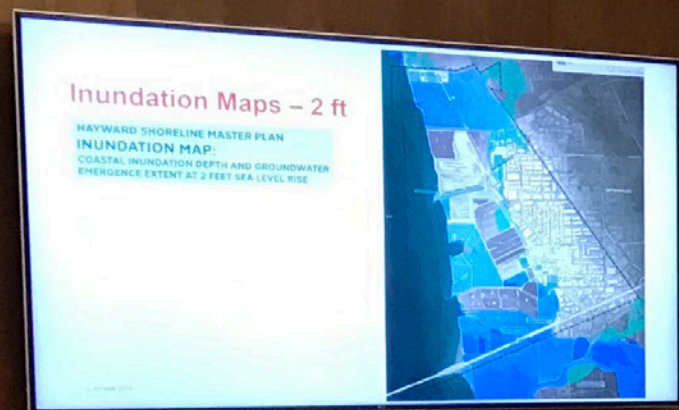 Inundation Maps – 2 ft
HAYWARD SHORELINE MASTER PLAN
INUNDATION MAP:
COASTAL INUNDATION DEPTH AND GROUNDWATER
EMERGENCE EXTENT AT 2 FEET SEA LEVEL RISE